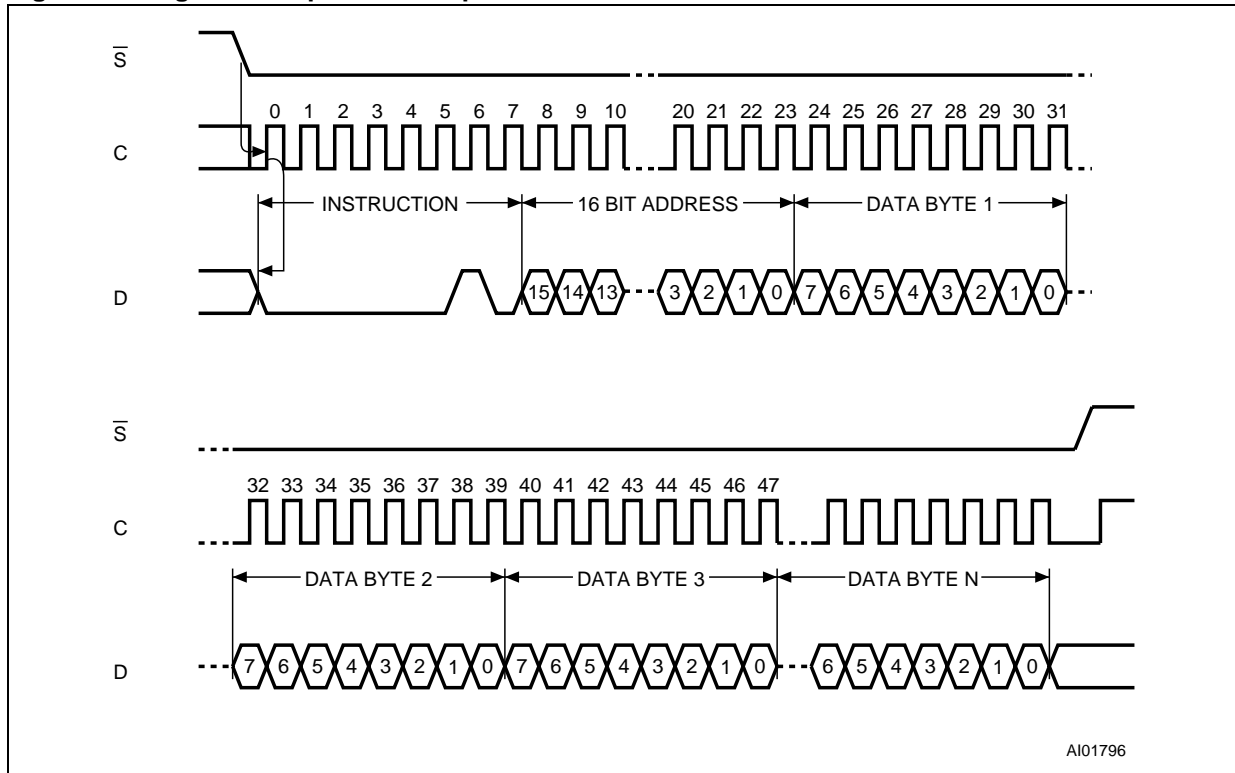 S
0 1 2 3 4 5 6 7 8 9 10 20 21 22 23 24 25 26 27 28 29 30 31
C
INSTRUCTION 16 BIT ADDRESS DATA BYTE 1
D
15 14 13 3 2 1 0 7 6 5 4 3 2 1 0
S
32 33 34 35 36 37 38 39 40 41 42 43 44 45 46 47
C
DATA BYTE 2 DATA BYTE 3 DATA BYTE N
D
7 6 5 4 3 2 1 0 7 6 5 4 3 2 1 0 6 5 4 3 2 1 0
AI01796